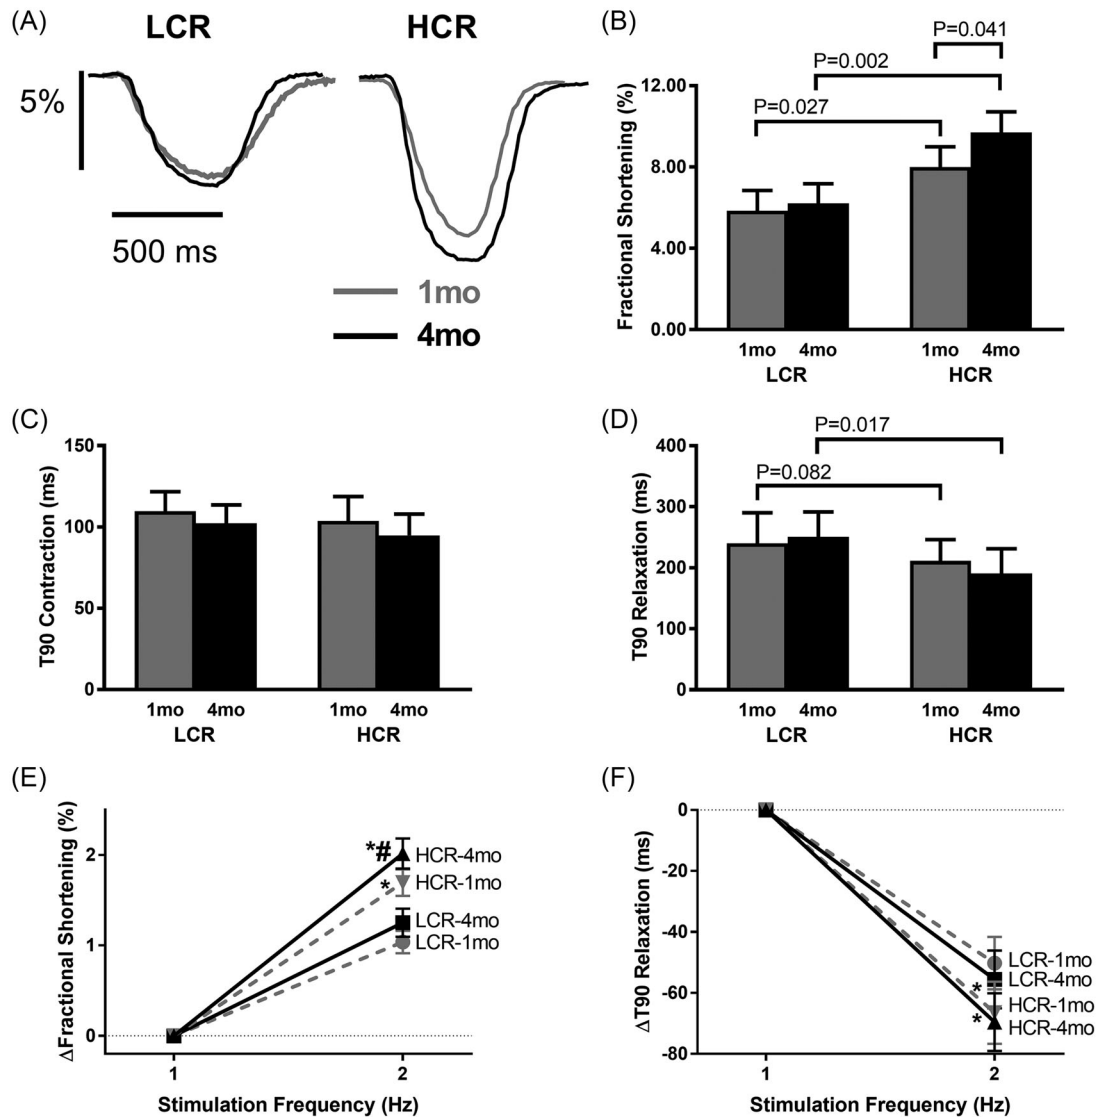 (A)
LCR HCR
5%
500 ms
1mo
4mo
(B)
P=0.041
P=0.002
P=0.027
Fractional Shortening (%)
12.00
8.00
4.00
0.00
1mo 4mo 1mo 4mo
LCR HCR
(C)
T90 Contraction (ms)
150
100
50
0
1mo 4mo 1mo 4mo
LCR HCR
(D)
P=0.017
P=0.082
T90 Relaxation (ms)
400
300
200
100
0
1mo 4mo 1mo 4mo
LCR HCR
(E)
ΔFractional Shortening (%)
2
1
0
*# HCR-4mo
* HCR-1mo
LCR-4mo
LCR-1mo
1 2
Stimulation Frequency (Hz)
(F)
ΔT90 Relaxation (ms)
0
-20
-40
-60
-80
LCR-1mo
LCR-4mo
* HCR-1mo
* HCR-4mo
1 2
Stimulation Frequency (Hz)